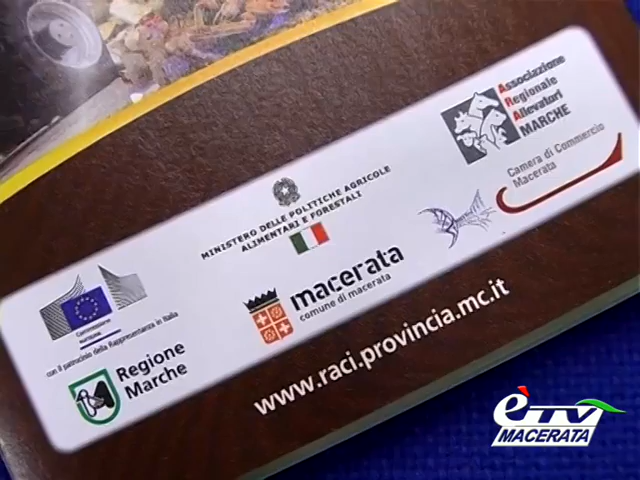 Associazione
Regionale
Allevatori
MARCHE
Camera di Commercio
Macerata
MINISTERO DELLE POLITICHE AGRICOLE
ALIMENTARI E FORESTALI
macerata
comune di macerata
Commissione
europea
con il patrocinio della Rappresentanza in Italia
Regione
Marche
www.raci.provincia.mc.it
èTV
MACERATA